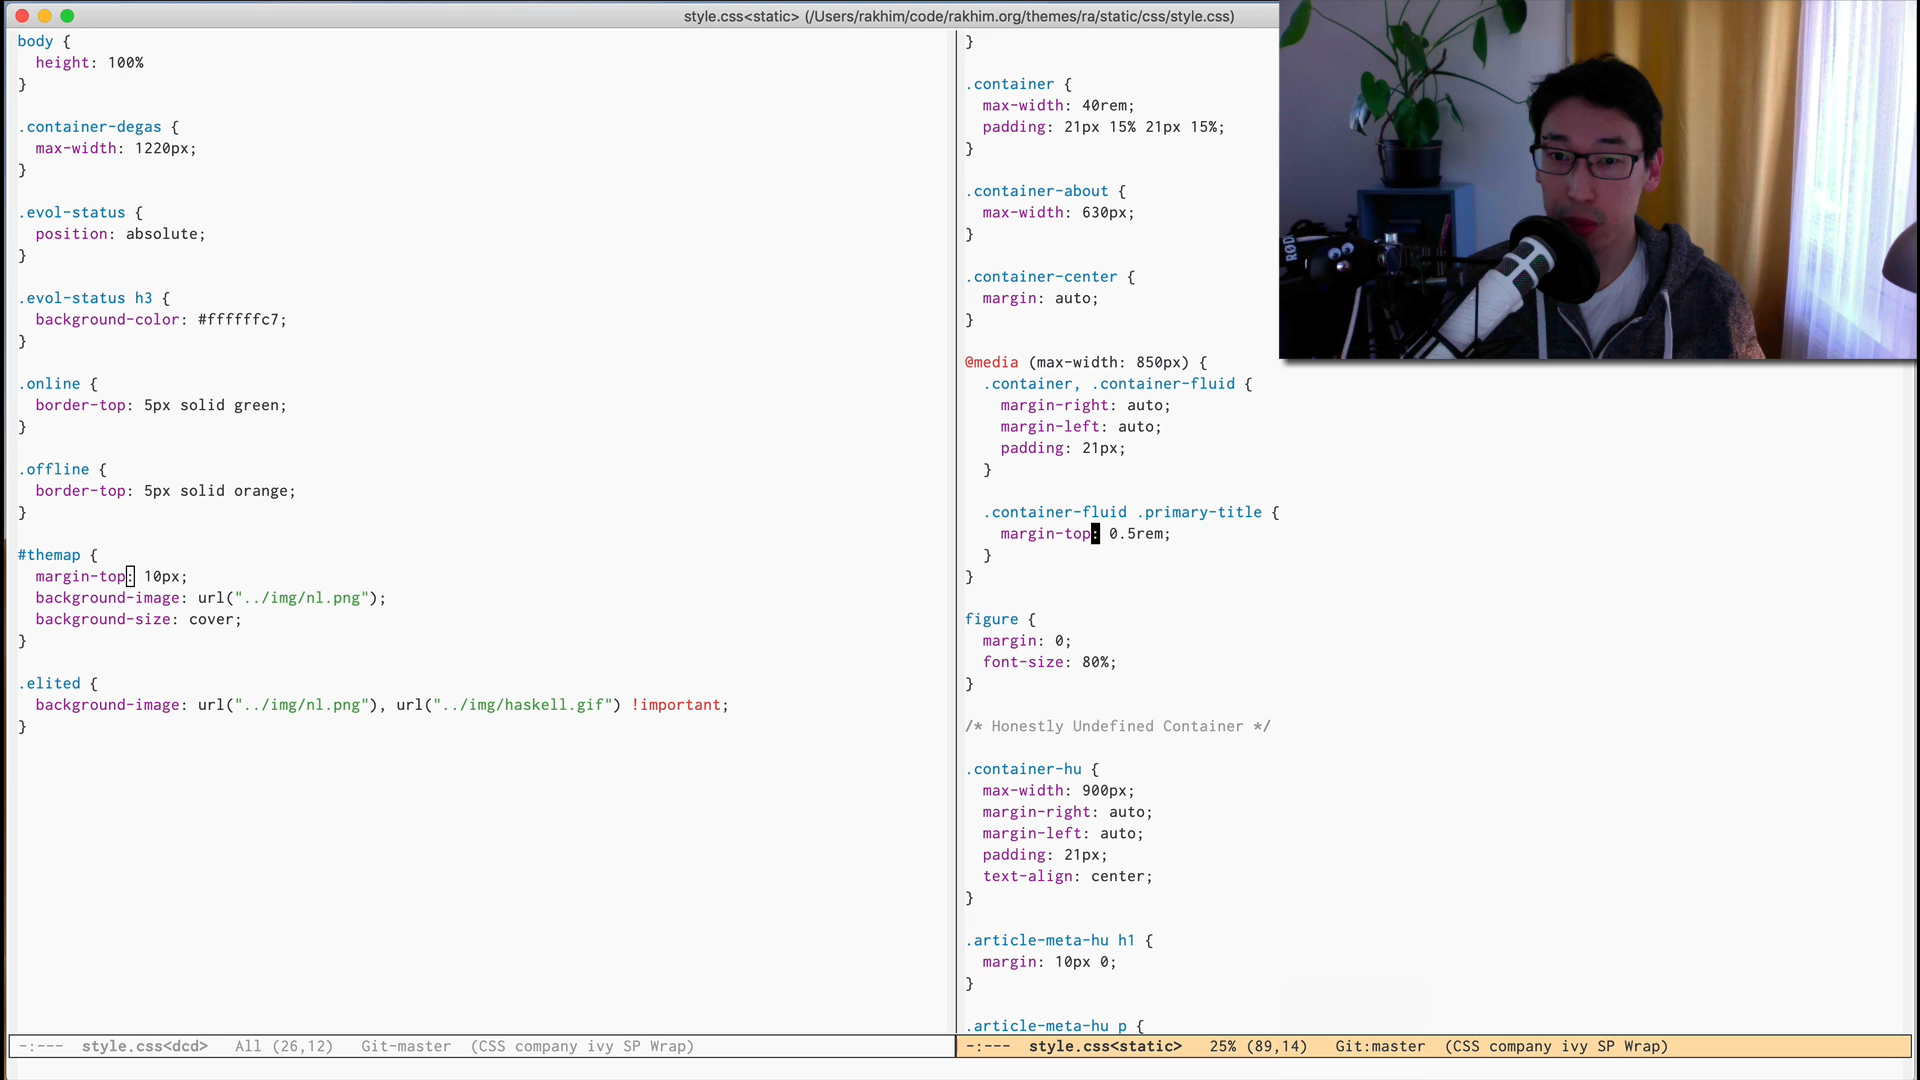 style.css<static> (/Users/rakhim/code/rakhim.org/themes/ra/static/css/style.css)
body {
  height: 100%
}

.container-degas {
  max-width: 1220px;
}

.evol-status {
  position: absolute;
}

.evol-status h3 {
  background-color: #ffffffc7;
}

.online {
  border-top: 5px solid green;
}

.offline {
  border-top: 5px solid orange;
}

#themap {
  margin-top: 10px;
  background-image: url("../img/nl.png");
  background-size: cover;
}

.elited {
  background-image: url("../img/nl.png"), url("../img/haskell.gif") !important;
}
-:--- style.css<dcd> All (26,12) Git-master (CSS company ivy SP Wrap)
}

.container {
  max-width: 40rem;
  padding: 21px 15% 21px 15%;
}

.container-about {
  max-width: 630px;
}

.container-center {
  margin: auto;
}

@media (max-width: 850px) {
  .container, .container-fluid {
    margin-right: auto;
    margin-left: auto;
    padding: 21px;
  }

  .container-fluid .primary-title {
    margin-top: 0.5rem;
  }
}

figure {
  margin: 0;
  font-size: 80%;
}

/* Honestly Undefined Container */

.container-hu {
  max-width: 900px;
  margin-right: auto;
  margin-left: auto;
  padding: 21px;
  text-align: center;
}

.article-meta-hu h1 {
  margin: 10px 0;
}

.article-meta-hu p {
-:--- style.css<static> 25% (89,14) Git:master (CSS company ivy SP Wrap)
RØD